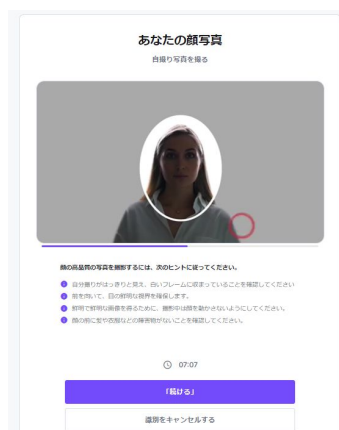 あなたの顔写真
自撮り写真を撮る
顔の高品質の写真を撮影するには、次のヒントに従ってください。
自分撮りがはっきりと見え、白いフレームに収まっていることを確認してください
前を向いて、目の鮮明な視界を確保します。
鮮明で鮮明な画像を得るために、撮影中は顔を動かさないようにしてください。
顔の前に髪や衣服などの障害物がないことを確認してください。
07:07
「続ける」
識別をキャンセルする